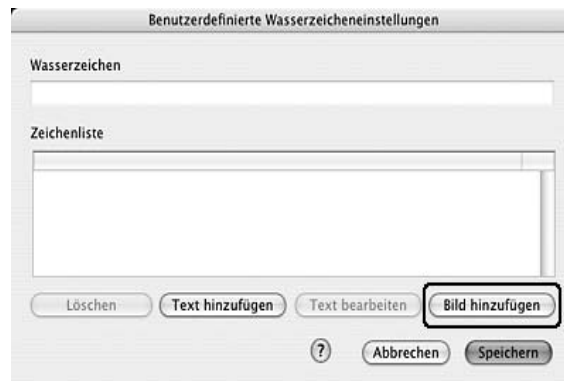 Benutzerdefinierte Wasserzeicheneinstellungen
Wasserzeichen
Zeichenliste
Löschen Text hinzufügen Text bearbeiten Bild hinzufügen
? Abbrechen Speichern